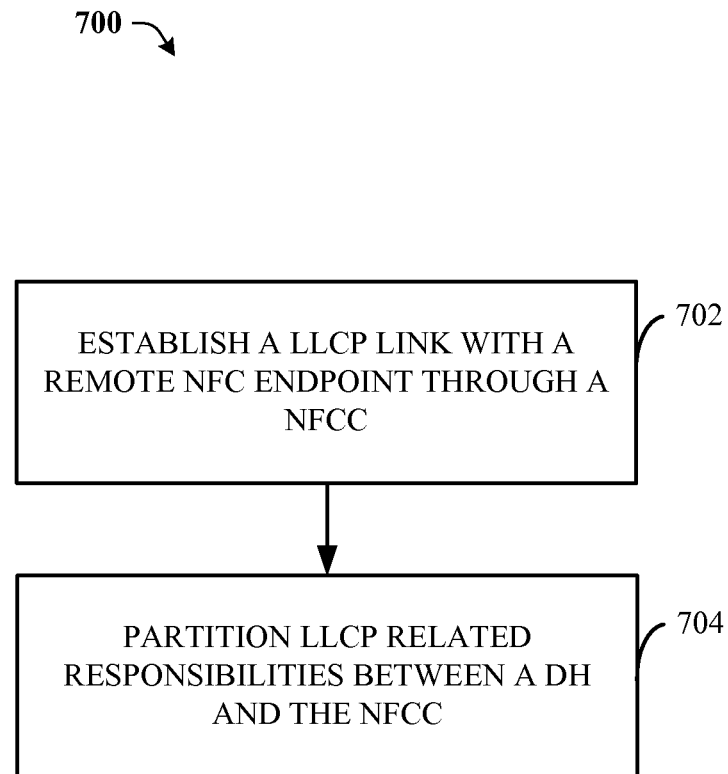 700
702
ESTABLISH A LLCP LINK WITH A
REMOTE NFC ENDPOINT THROUGH A
NFCC
704
PARTITION LLCP RELATED
RESPONSIBILITIES BETWEEN A DH
AND THE NFCC